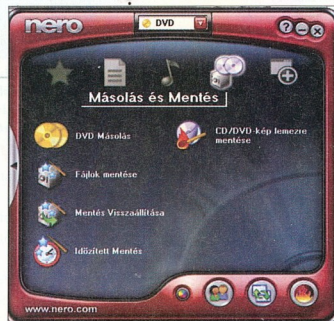 nero
DVD
Másolás és Mentés
DVD Másolás
CD/DVD-kép lemezre
mentése
Fájlok mentése
Mentés Visszaállítása
Időzített Mentés
www.nero.com